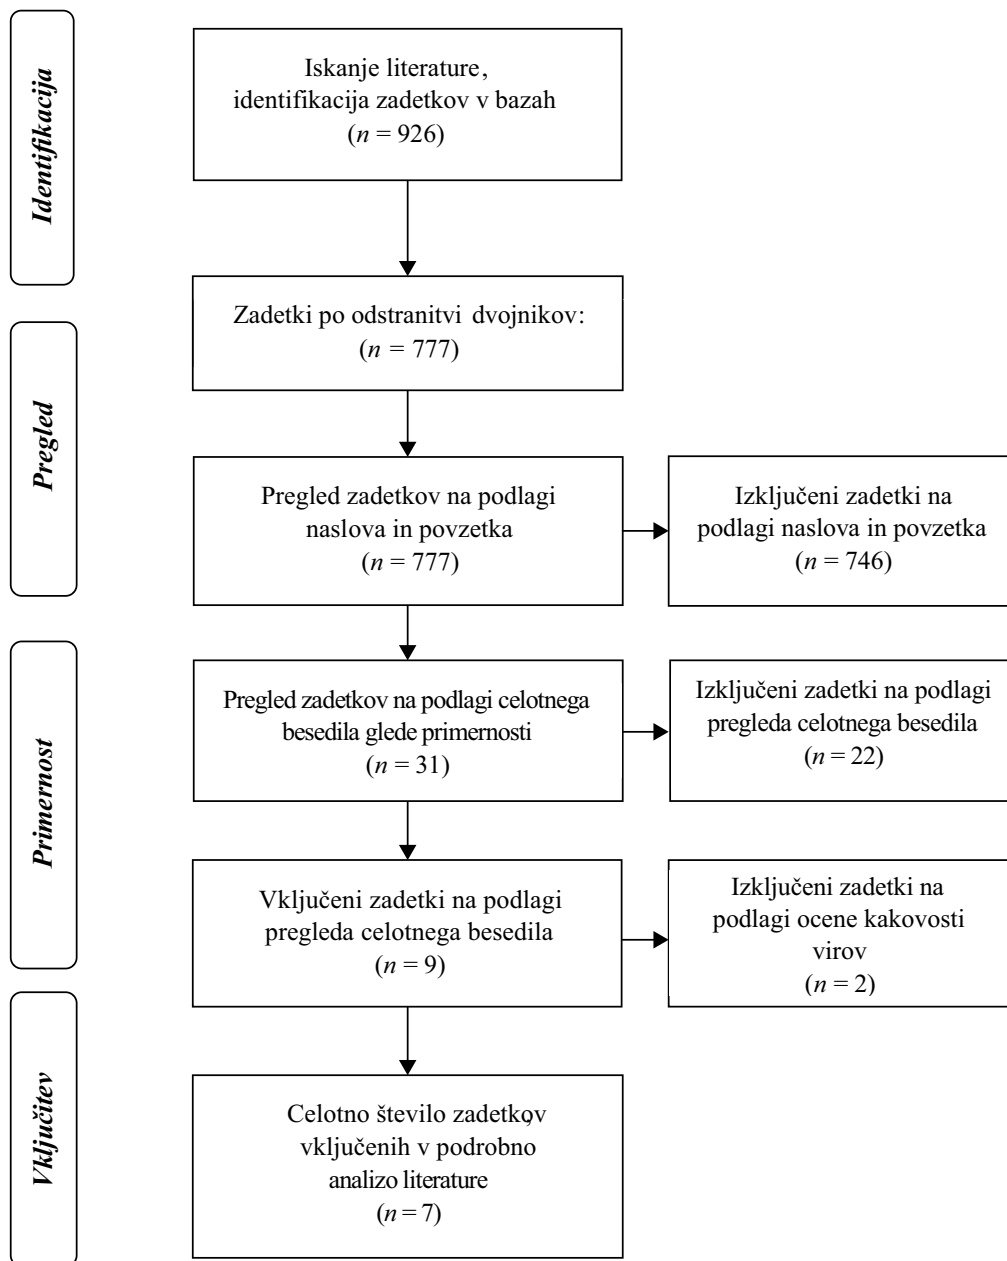 Identifikacija
Iskanje literature,
identifikacija zadetkov v bazah
(n = 926)
Zadetki po odstranitvi dvojnikov:
(n = 777)
Pregled
Pregled zadetkov na podlagi
naslova in povzetka
(n = 777)
Izključeni zadetki na
podlagi naslova in povzetka
(n = 746)
Primernost
Pregled zadetkov na podlagi celotnega
besedila glede primernosti
(n = 31)
Izključeni zadetki na podlagi
pregleda celotnega besedila
(n = 22)
Vključeni zadetki na podlagi
pregleda celotnega besedila
(n = 9)
Izključeni zadetki na
podlagi ocene kakovosti
virov
(n = 2)
Vključitev
Celotno število zadetkov,
vključenih v podrobno
analizo literature
(n = 7)